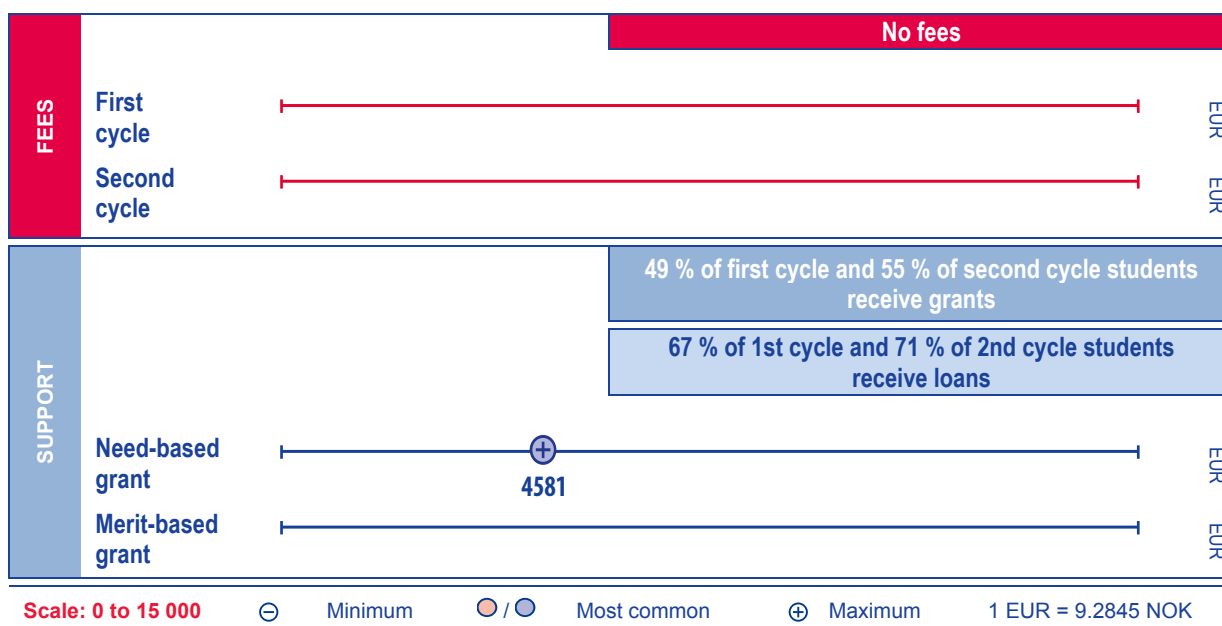 No fees
FEES
First
cycle
EUR
Second
cycle
EUR
49 % of first cycle and 55 % of second cycle students
receive grants
67 % of 1st cycle and 71 % of 2nd cycle students
receive loans
SUPPORT
Need-based
grant
4581
EUR
Merit-based
grant
EUR
Scale: 0 to 15 000 Minimum / Most common Maximum 1 EUR = 9.2845 NOK